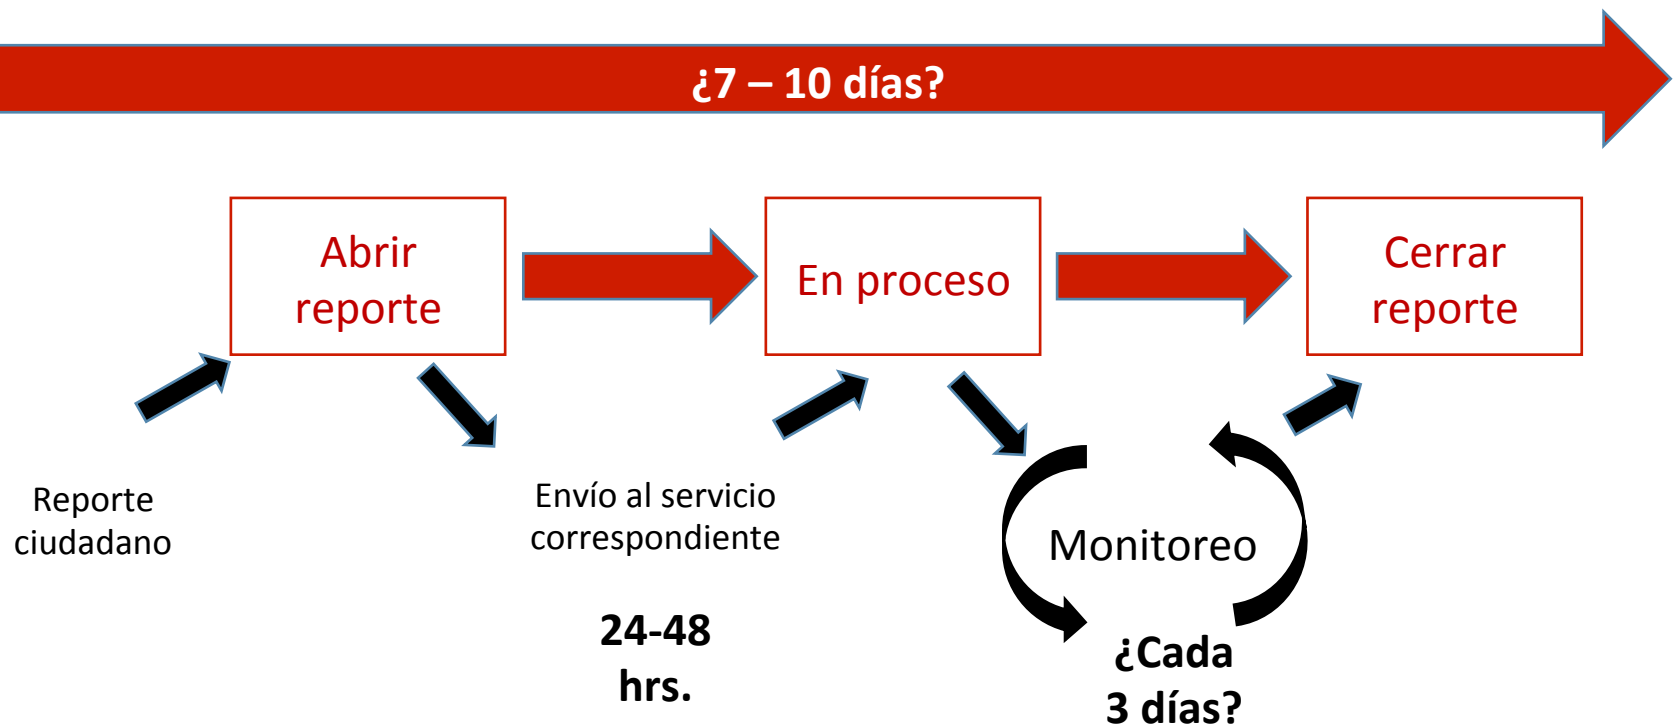 ¿7 – 10 días?
Abrir
reporte
En proceso
Cerrar
reporte
Reporte
ciudadano
Envío al servicio
correspondiente
24-48
hrs.
Monitoreo
¿Cada
3 días?